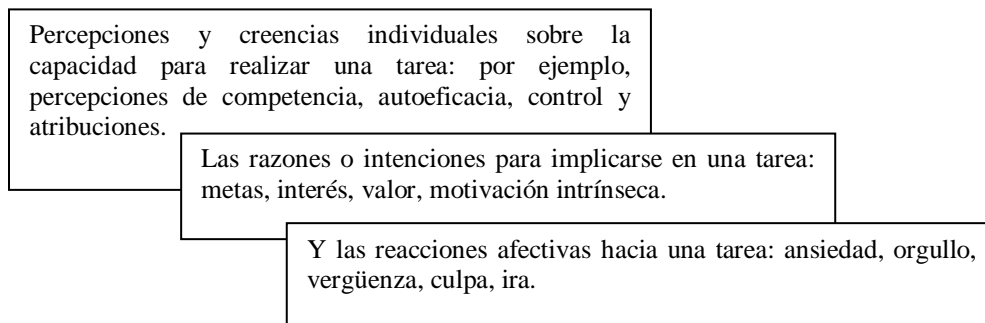 Percepciones y creencias individuales sobre la
capacidad para realizar una tarea: por ejemplo,
percepciones de competencia, autoeficacia, control y
atribuciones.
Las razones o intenciones para implicarse en una tarea:
metas, interés, valor, motivación intrínseca.
Y las reacciones afectivas hacia una tarea: ansiedad, orgullo,
vergüenza, culpa, ira.